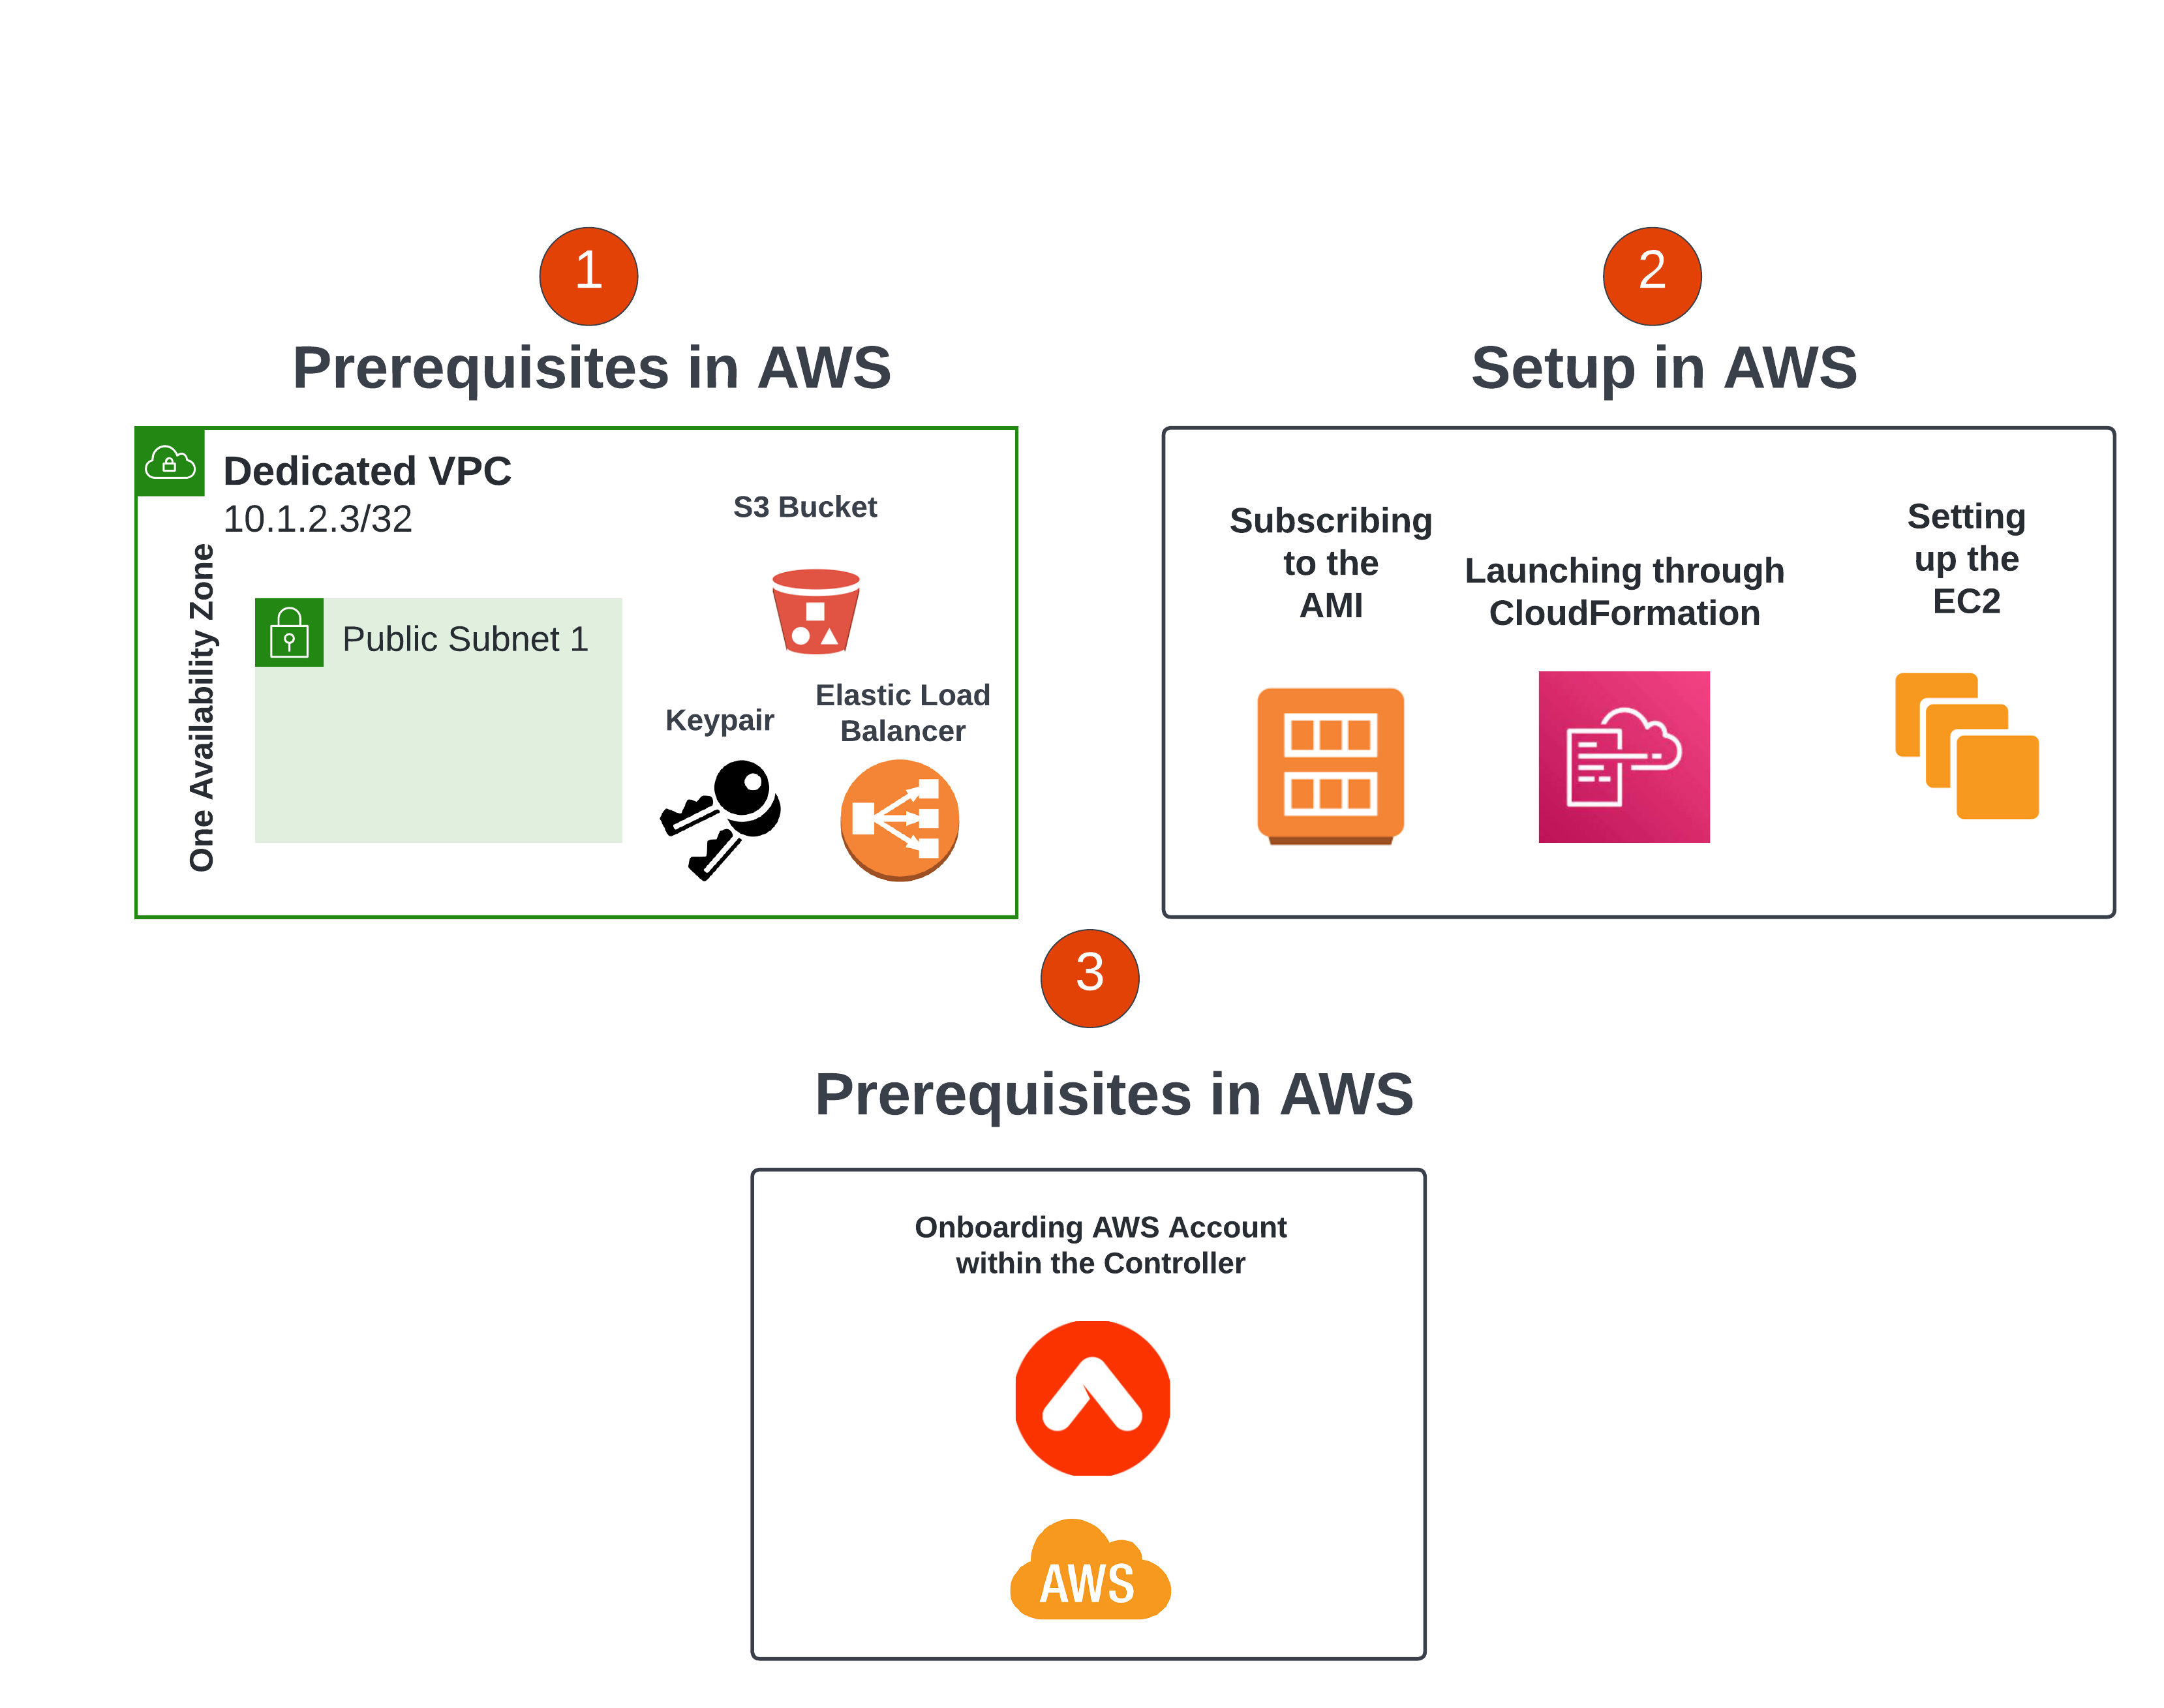 1
Prerequisites in AWS
Dedicated VPC
10.1.2.3/32
One Availability Zone
Public Subnet 1
S3 Bucket
Keypair
Elastic Load
Balancer
2
Setup in AWS
Subscribing
to the
AMI
Launching through
CloudFormation
Setting
up the
EC2
3
Prerequisites in AWS
Onboarding AWS Account
within the Controller
AWS